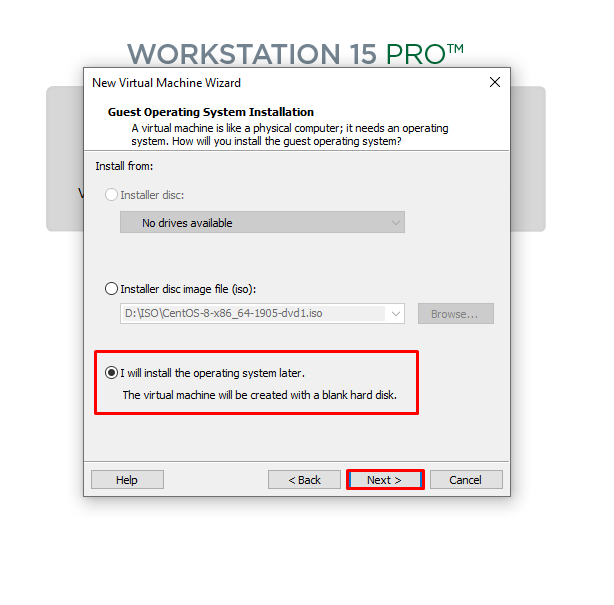 WORKSTATION 15 PRO™
New Virtual Machine Wizard
Guest Operating System Installation
A virtual machine is like a physical computer; it needs an operating
system. How will you install the guest operating system?
Install from:
V
Installer disc:
No drives available
Installer disc image file (iso):
D:\ISO\CentOS-8-x86_64-1905-dvd1.iso
Browse...
I will install the operating system later.
The virtual machine will be created with a blank hard disk.
Help
< Back
Next >
Cancel